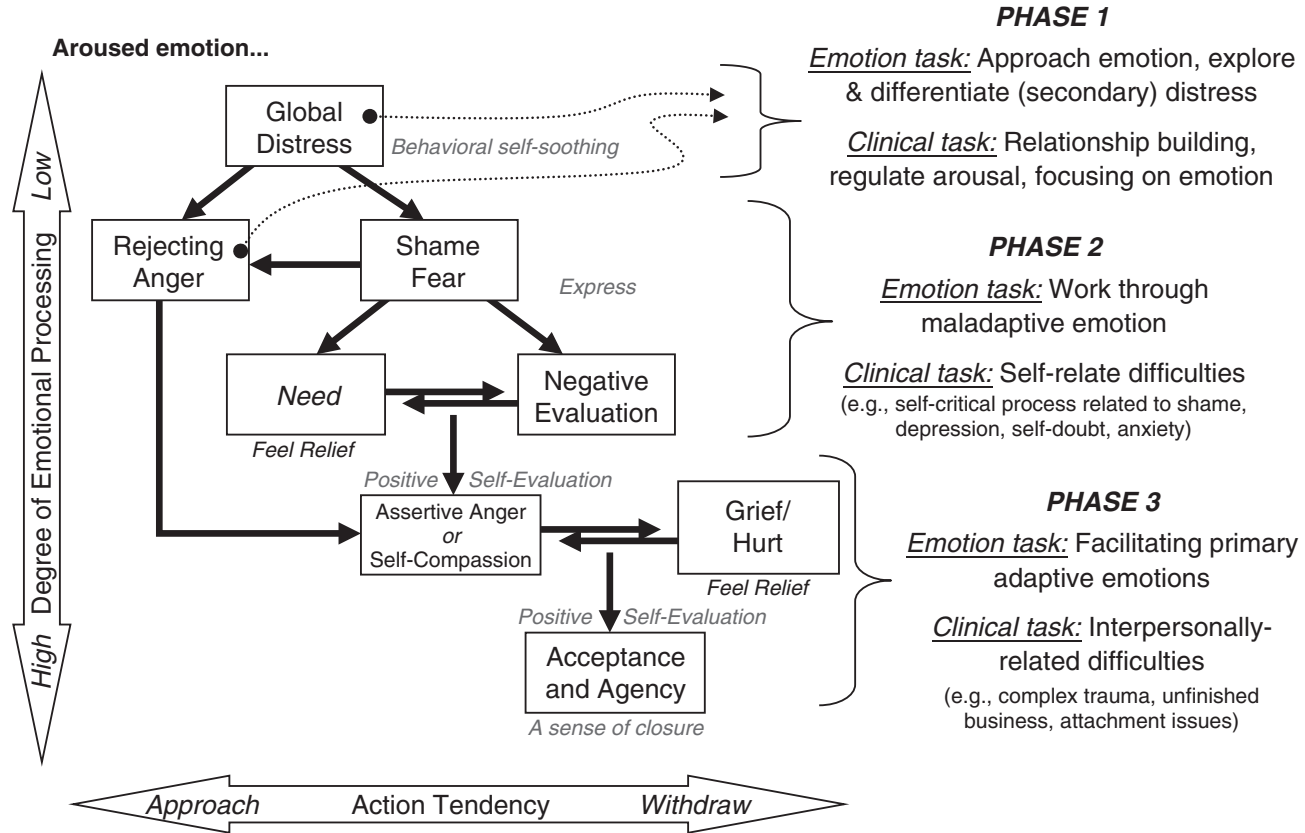 Aroused emotion...
Global
Distress
Behavioral self-soothing
Rejecting
Anger
Shame
Fear
Express
Need
Feel Relief
Negative
Evaluation
Positive Self-Evaluation
Assertive Anger
or
Self-Compassion
Grief/
Hurt
Feel Relief
Positive Self-Evaluation
Acceptance
and Agency
A sense of closure
Low
Degree of Emotional Processing
High
Approach Action Tendency Withdraw
PHASE 1
Emotion task: Approach emotion, explore
& differentiate (secondary) distress
Clinical task: Relationship building,
regulate arousal, focusing on emotion
PHASE 2
Emotion task: Work through
maladaptive emotion
Clinical task: Self-relate difficulties
(e.g., self-critical process related to shame,
depression, self-doubt, anxiety)
PHASE 3
Emotion task: Facilitating primary
adaptive emotions
Clinical task: Interpersonally-
related difficulties
(e.g., complex trauma, unfinished
business, attachment issues)